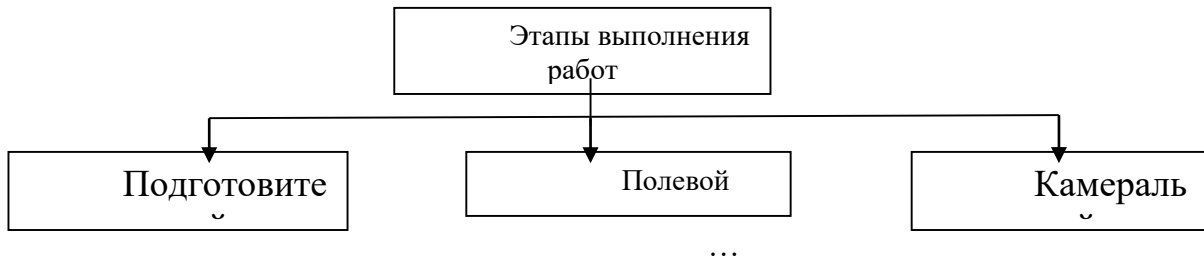 Этапы выполнения
работ
Подготовите
Полевой
Камераль
й
й
…